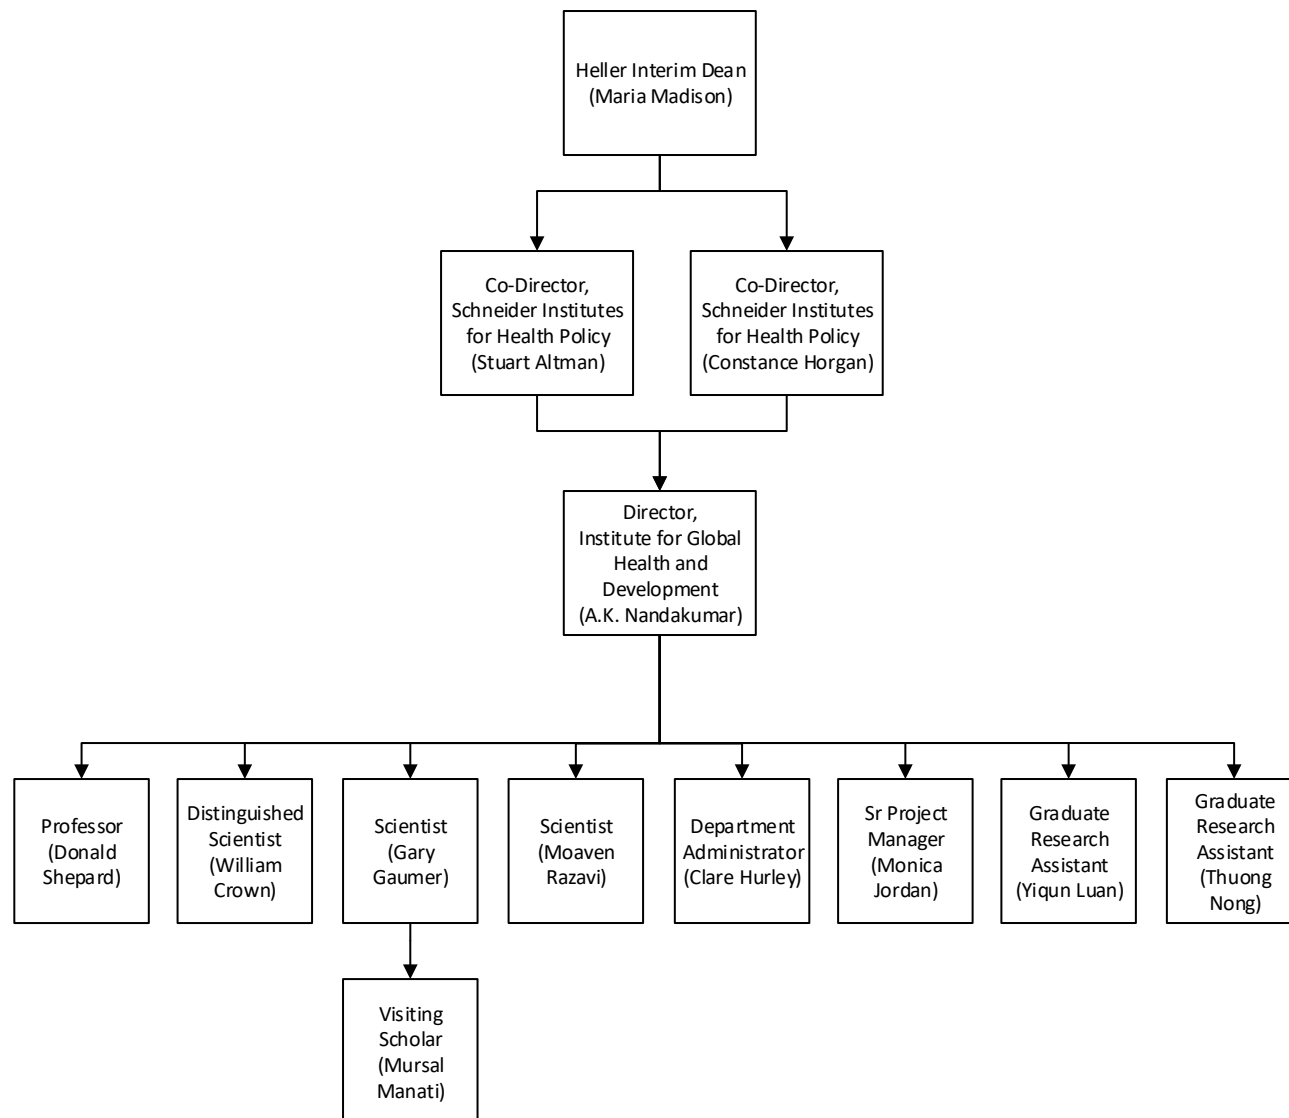 Heller Interim Dean
(Maria Madison)
Co-Director,
Schneider Institutes
for Health Policy
(Stuart Altman)
Co-Director,
Schneider Institutes
for Health Policy
(Constance Horgan)
Director,
Institute for Global
Health and
Development
(A.K. Nandakumar)
Professor
(Donald
Shepard)
Distinguished
Scientist
(William
Crown)
Scientist
(Gary
Gaumer)
Scientist
(Moaven
Razavi)
Department
Administrator
(Clare Hurley)
Sr Project
Manager
(Monica
Jordan)
Graduate
Research
Assistant
(Yiqun Luan)
Graduate
Research
Assistant
(Thuong
Nong)
Visiting
Scholar
(Mursal
Manati)